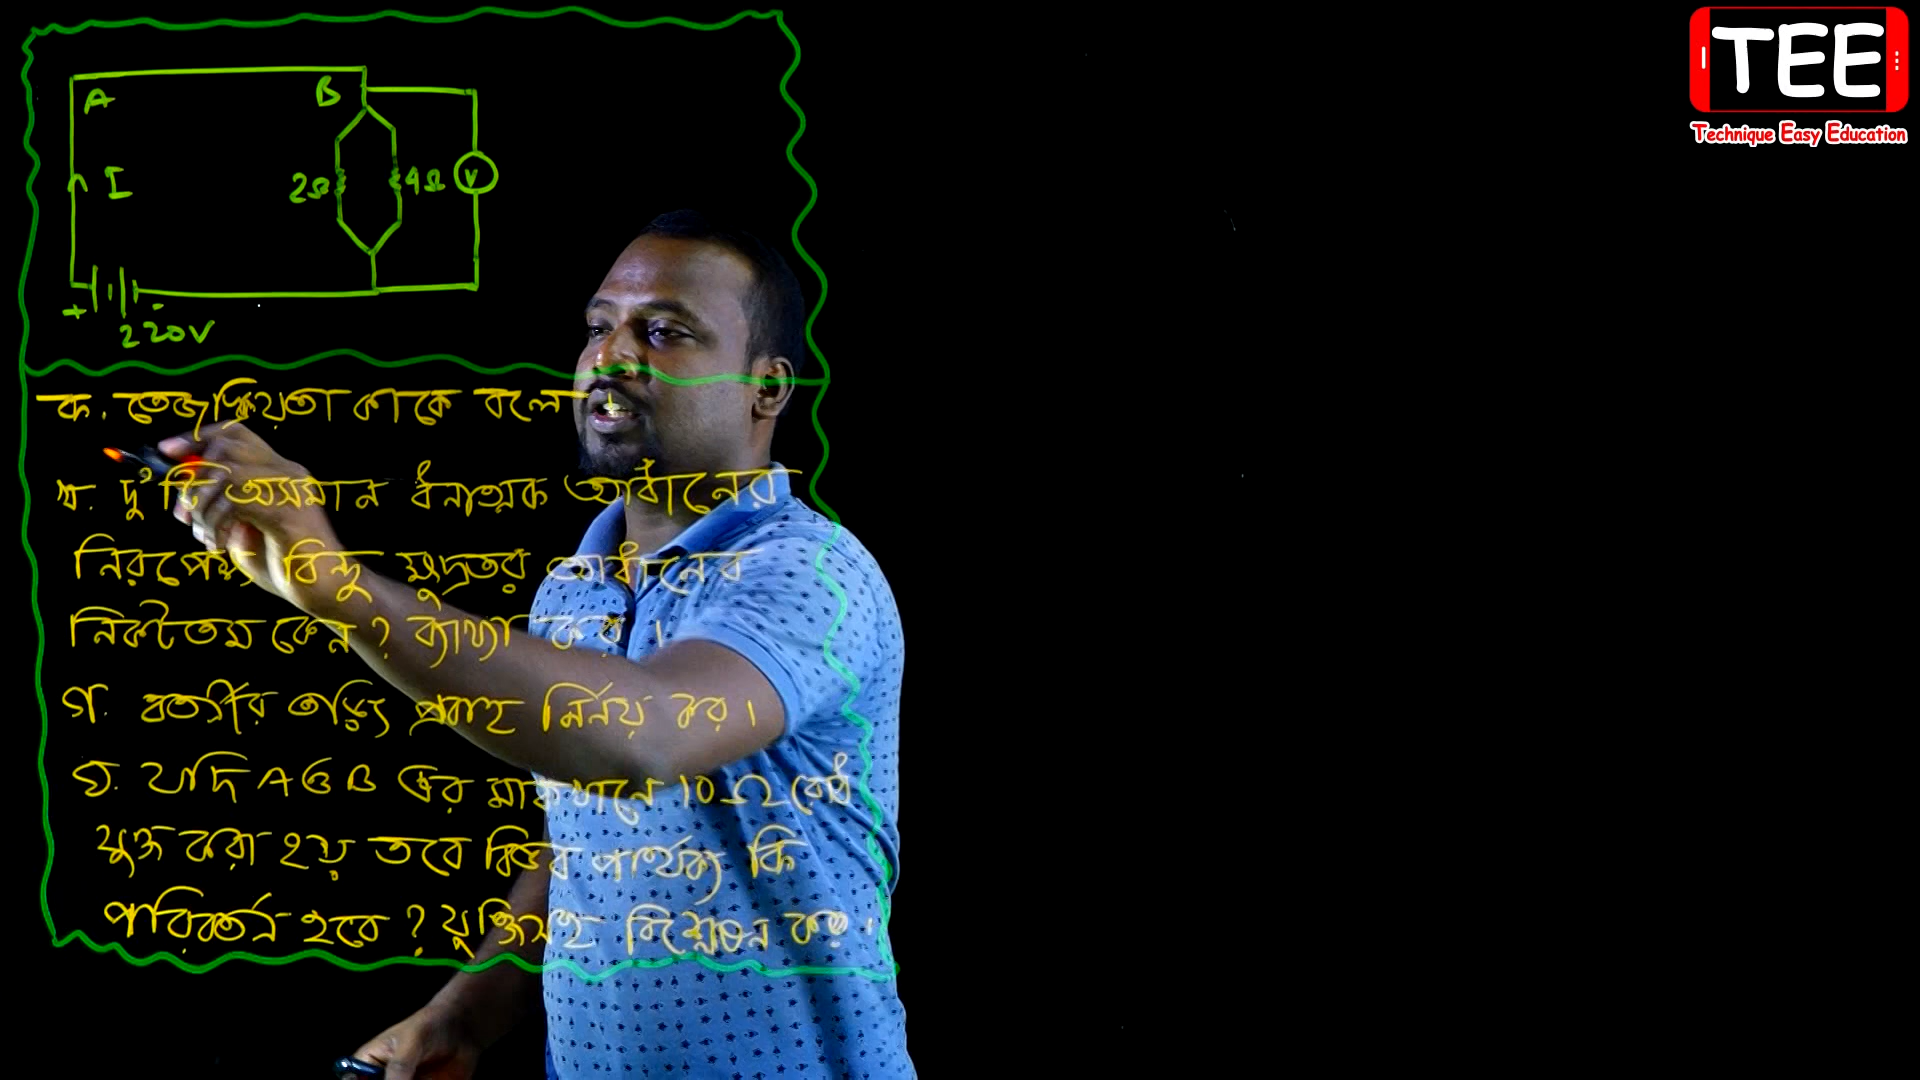 A
B
I
2Ω
4Ω
V
+
-
220V
ক. তেজস্ক্রিয়তা কাকে বলে
খ. দু'টি অসমান ধনাত্মক আধানের
নিরপেক্ষ বিন্দু ক্ষুদ্রতর আধানের
নিকটতম কেন? ব্যাখ্যা কর।
গ. বর্তনীর তড়িৎ প্রবাহ নির্ণয় কর।
ঘ. যদি A ও B এর মাঝখানে 10Ω রোধ
যুক্ত করা হয় তবে বিভব পার্থক্য কি
পরিবর্তন হবে? যুক্তিসহ বিশ্লেষন কর।
TEE
Technique Easy Education